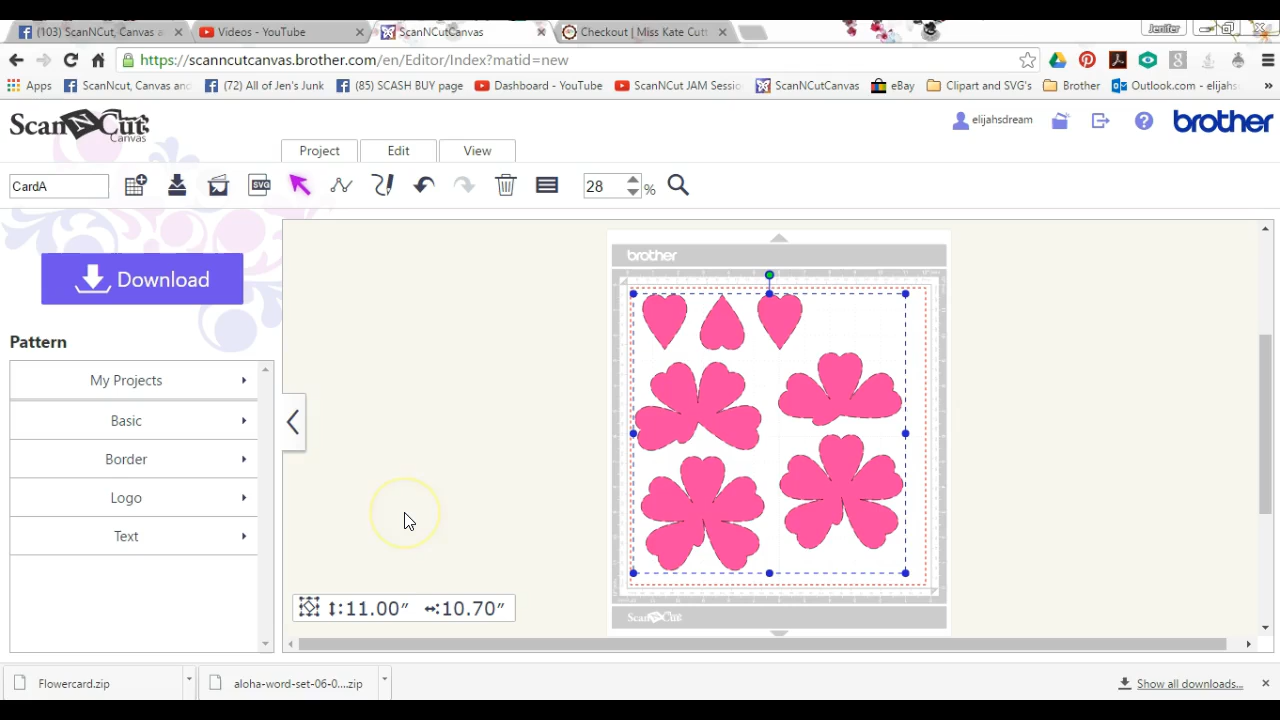 (103) ScanNCut, Canvas a
Videos - YouTube
ScanNCutCanvas
Checkout | Miss Kate Cutt
Jenifer
https://scanncutcanvas.brother.com/en/Editor/Index?matid=new
Apps
ScanNcut, Canvas and
(72) All of Jen's Junk
(85) SCASH BUY page
Dashboard - YouTube
ScanNCut JAM Sessio
ScanNCutCanvas
eBay
Clipart and SVG's
Brother
Outlook.com - elijahs
»
ScanNCut
Canvas
elijahsdream
brother
Project
Edit
View
CardA
SVG
28
%
Download
brother
Pattern
My Projects
Basic
Border
Logo
Text
11.00"
10.70"
ScanNCut
Flowercard.zip
aloha-word-set-06-0....zip
Show all downloads...